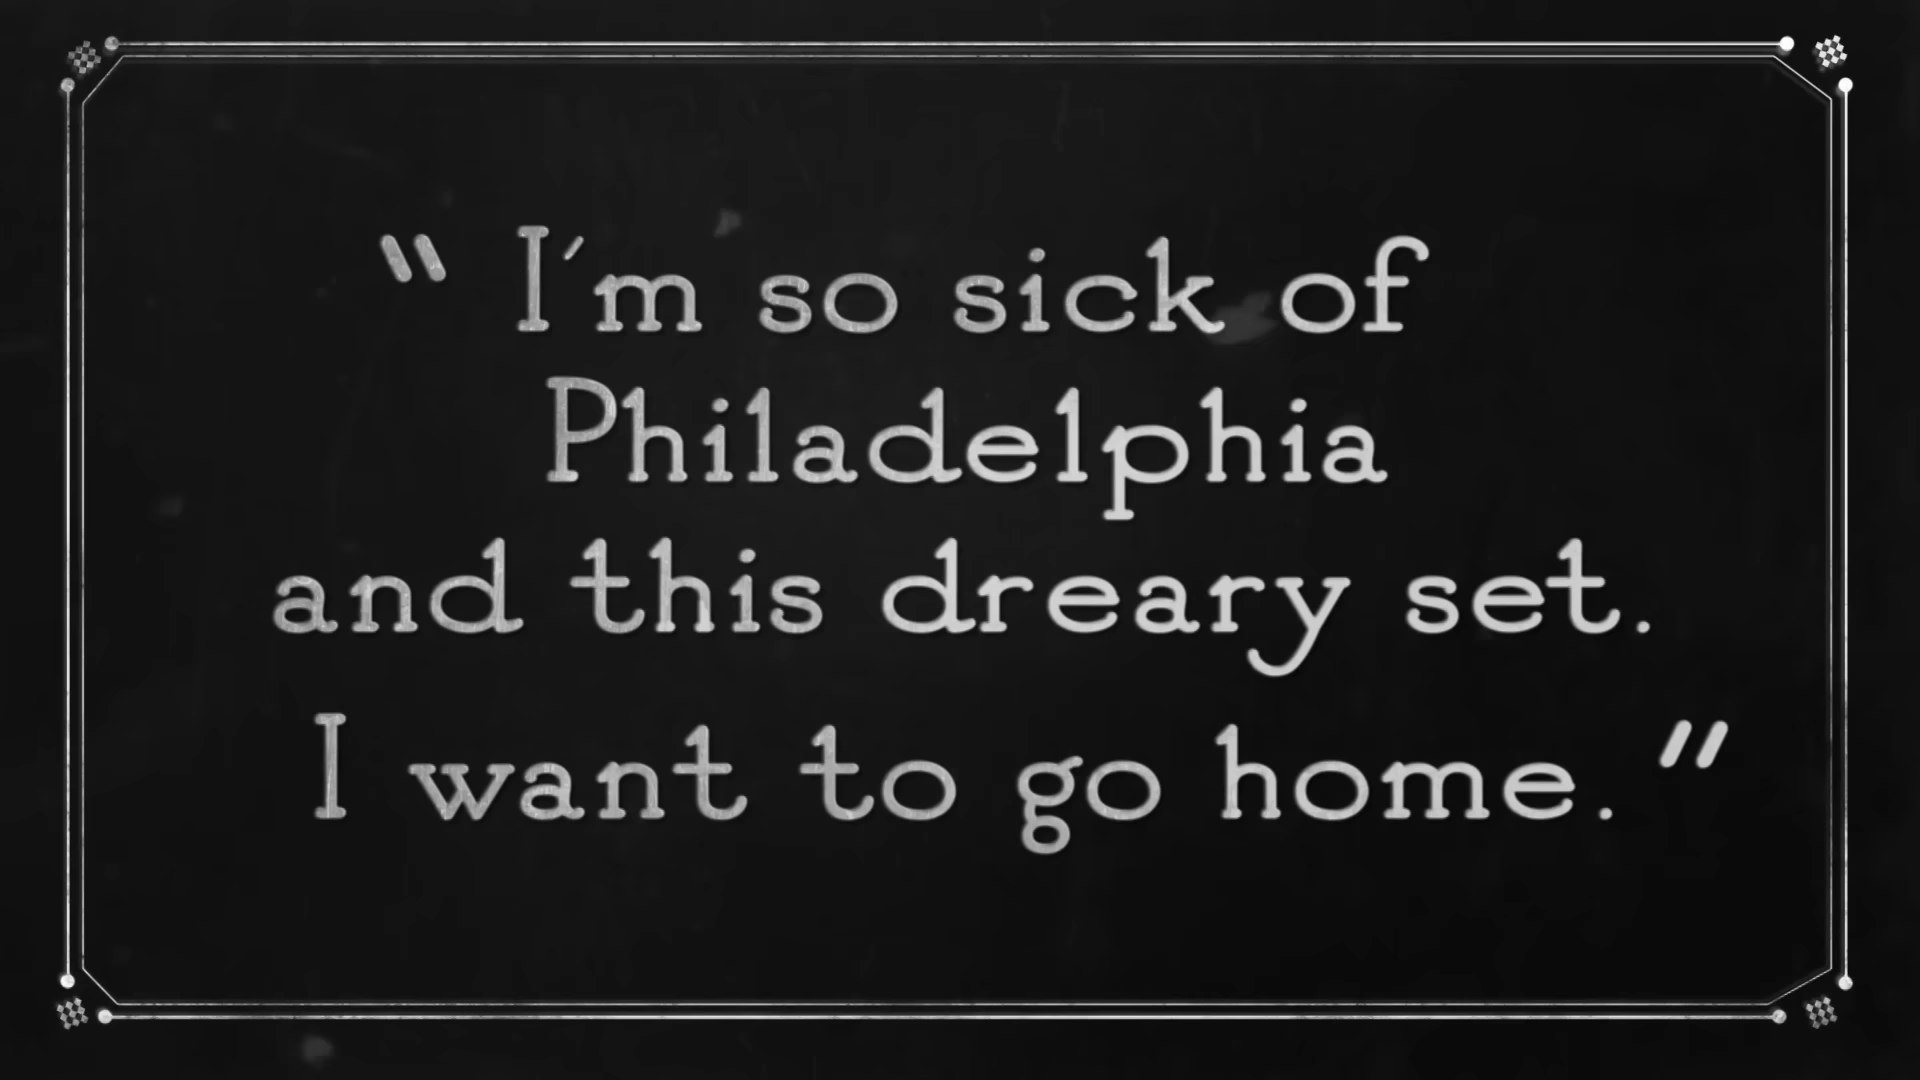 “ I'm so sick of
Philadelphia
and this dreary set.
I want to go home. ”